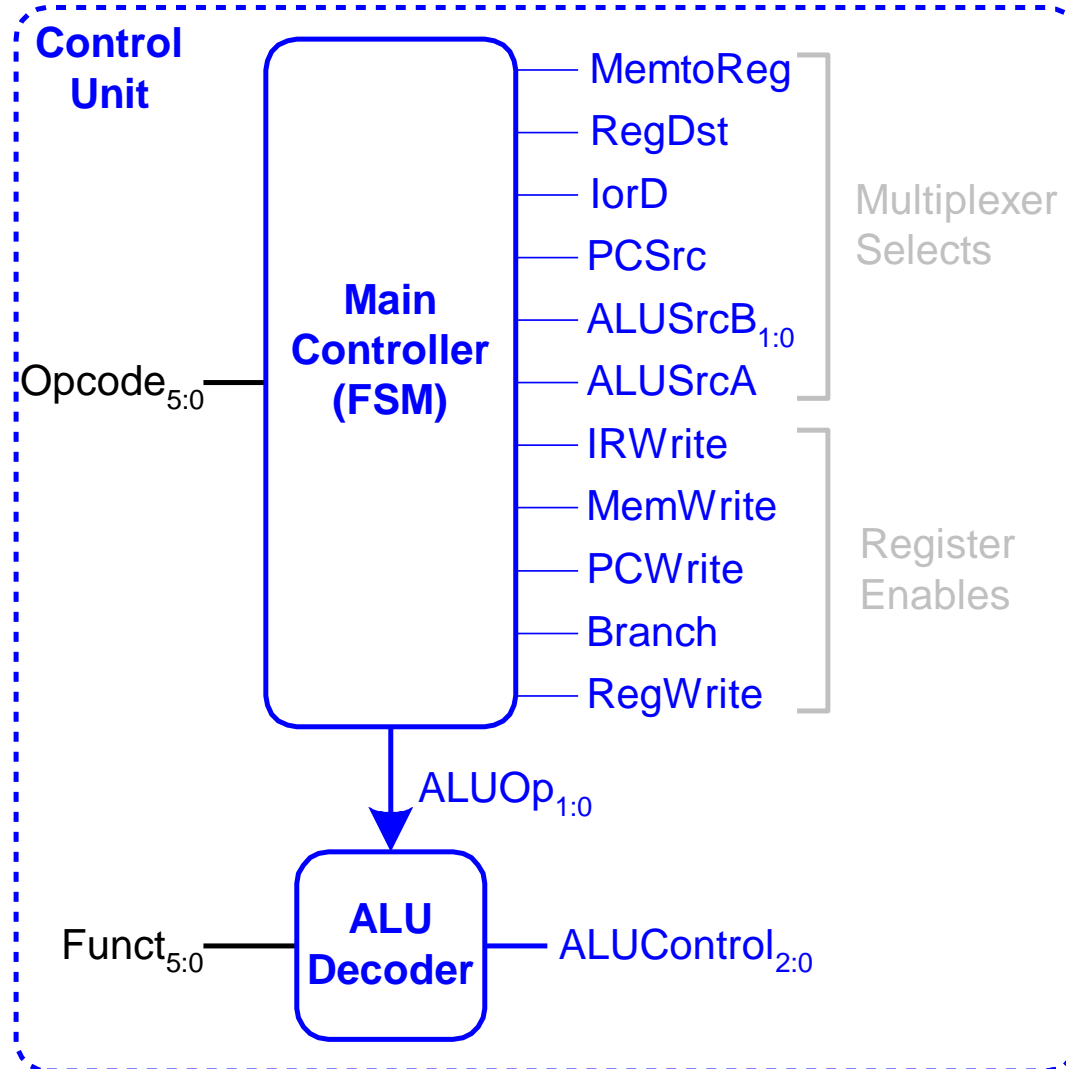 Control
Unit
MemtoReg
RegDst
IorD
PCSrc
ALUSrcB1:0
ALUSrcA
IRWrite
MemWrite
PCWrite
Branch
RegWrite
Multiplexer
Selects
Register
Enables
Main
Controller
(FSM)
Opcode5:0
ALUOp1:0
ALU
Decoder
Funct5:0
ALUControl2:0